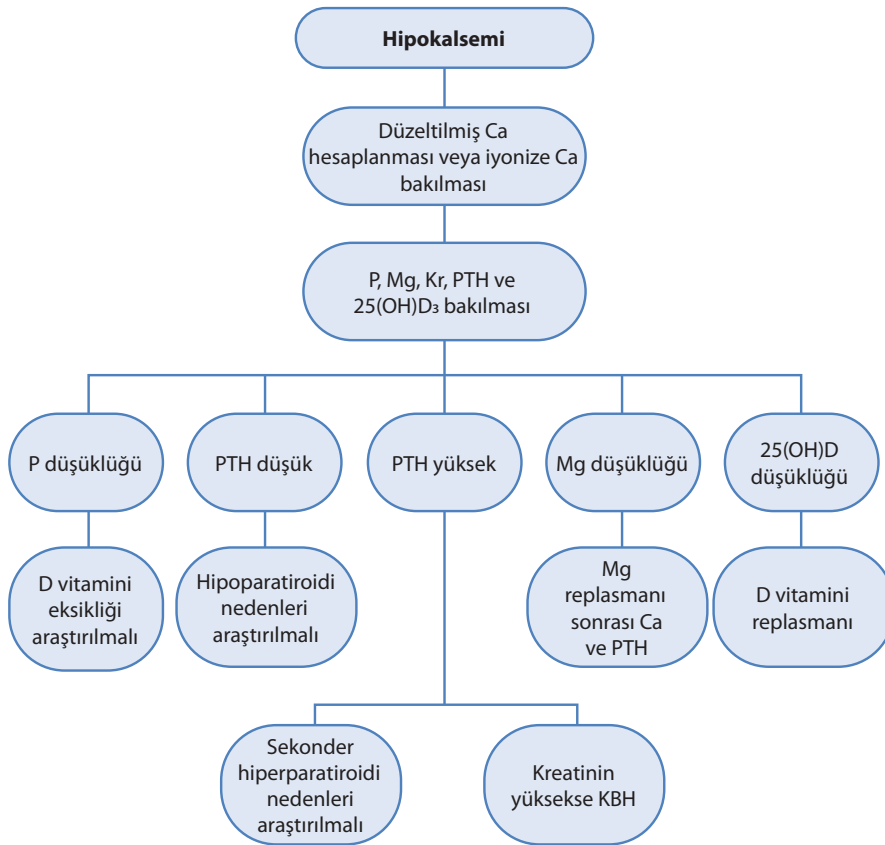 Hipokalsemi
Düzeltilmiş Ca
hesaplanması veya iyonize Ca
bakılması
P, Mg, Kr, PTH ve
25(OH)D₃ bakılması
P düşüklüğü
PTH düşük
PTH yüksek
Mg düşüklüğü
25(OH)D
düşüklüğü
D vitamini
eksikliği
araştırılmalı
Hipoparatiroidi
nedenleri
araştırılmalı
Mg
replasmanı
sonrası Ca
ve PTH
D vitamini
replasmanı
Sekonder
hiperparatiroidi
nedenleri
araştırılmalı
Kreatinin
yüksekse KBH